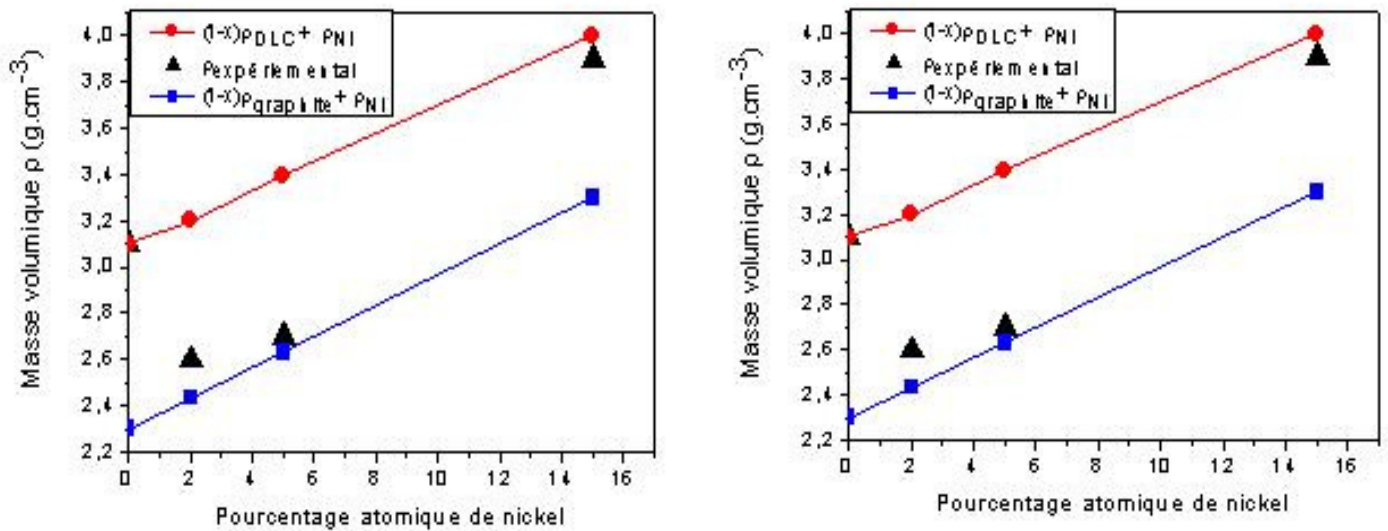 (1-x)ρDLC+ ρNI
ρexpériemental
(1-x)ρgraphite+ ρNI
Masse volumique ρ (g.cm-3)
4,0
3,8
3,6
3,4
3,2
3,0
2,8
2,6
2,4
2,2
0 2 4 6 8 10 12 14 16
Pourcentage atomique de nickel
(1-x)ρDLC+ ρNI
ρexpériemental
(1-x)ρgraphite+ ρNI
Masse volumique ρ (g.cm-3)
4,0
3,8
3,6
3,4
3,2
3,0
2,8
2,6
2,4
2,2
0 2 4 6 8 10 12 14 16
Pourcentage atomique de nickel